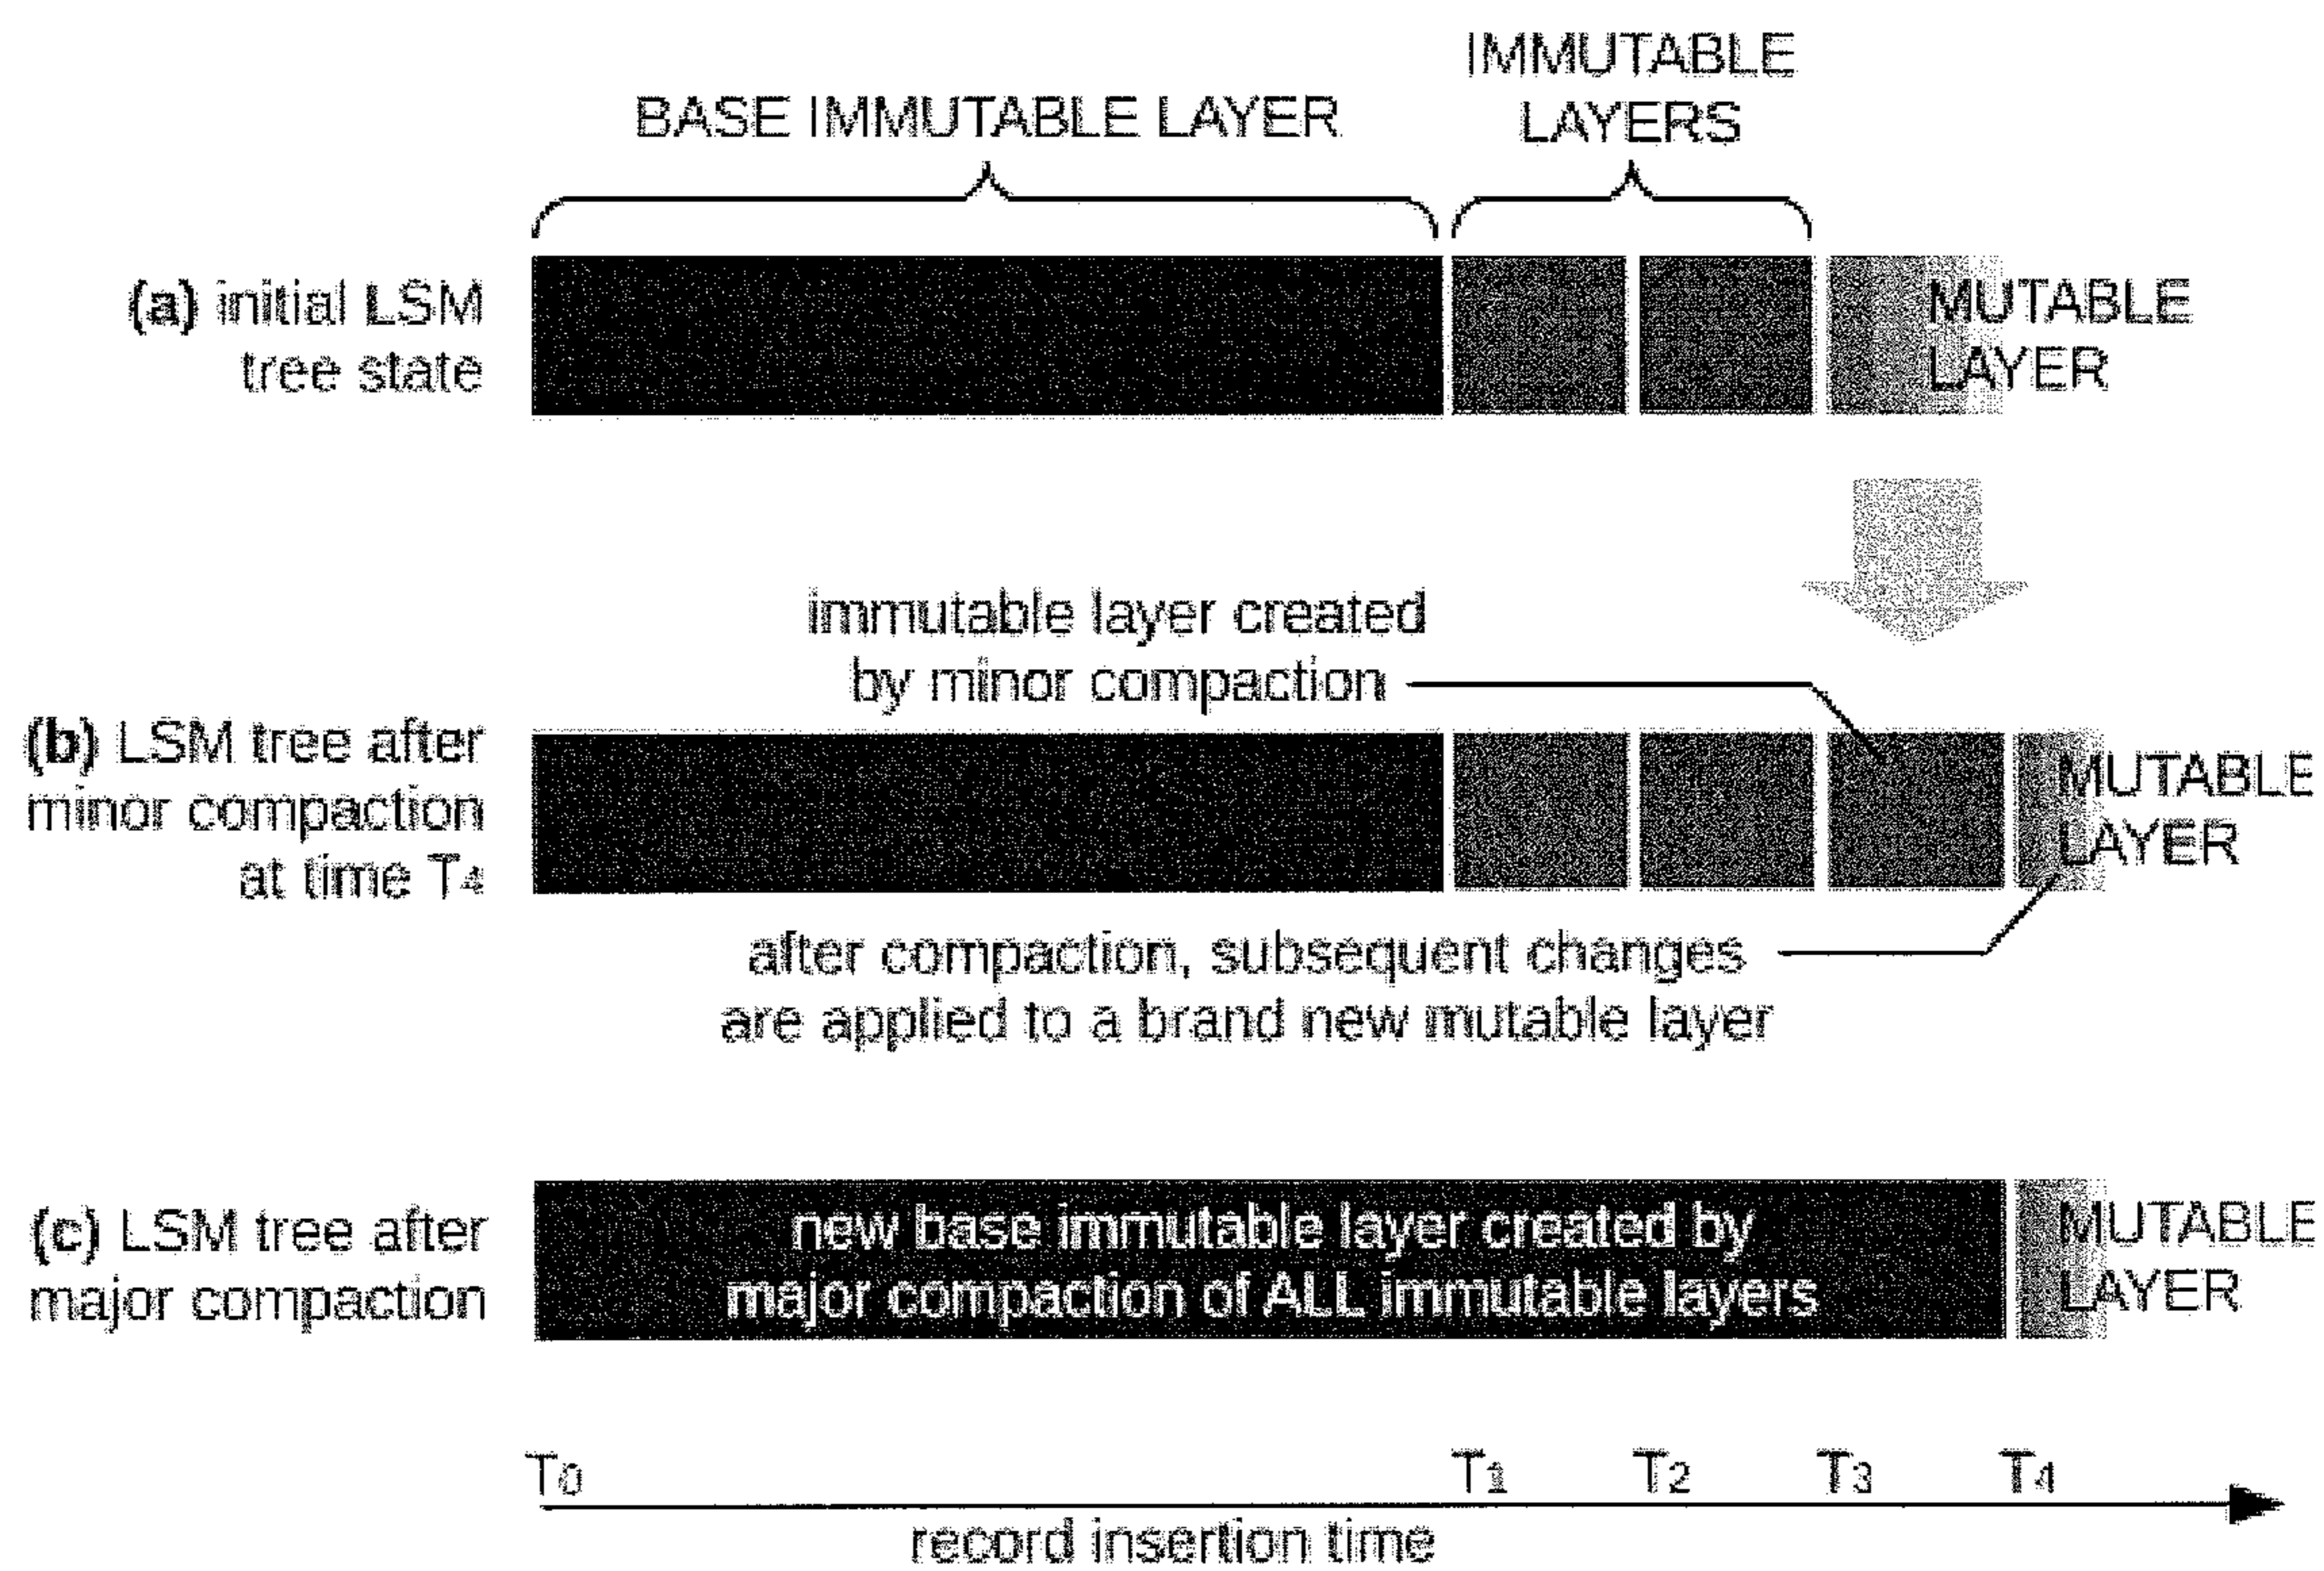 IMMUTABLE
LAYERS
BASE IMMUTABLE LAYER
(a) initial LSM
tree state
MUTABLE
LAYER
immutable layer created
by minor compaction
(b) LSM tree after
minor compaction
at time T4
MUTABLE
LAYER
after compaction, subsequent changes
are applied to a brand new mutable layer
(c) LSM tree after
major compaction
new base immutable layer created by
major compaction of ALL immutable layers
MUTABLE
LAYER
T0 T1 T2 T3 T4
record insertion time